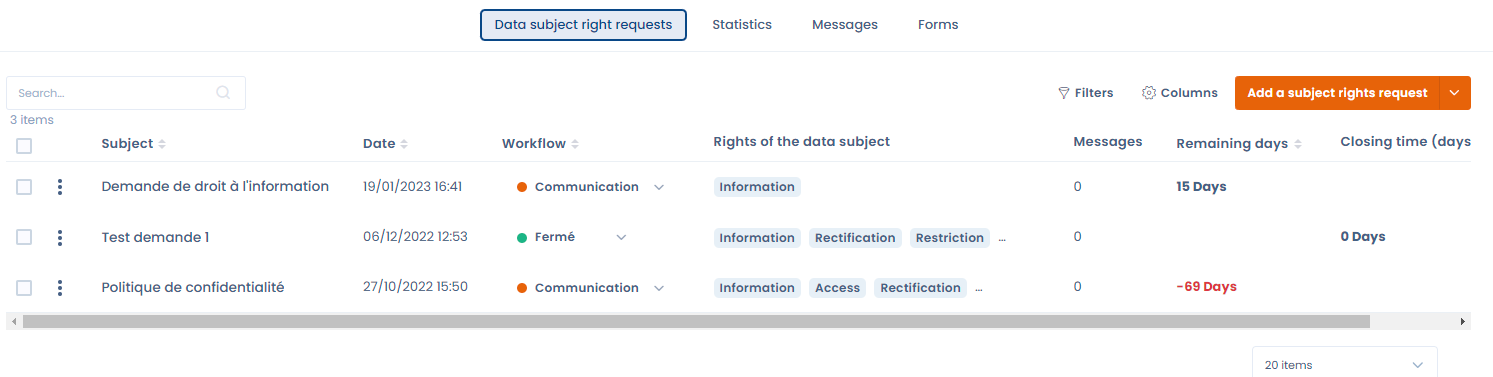 Data subject right requests Statistics Messages Forms
Search...
Filters Columns Add a subject rights request
3 items
Subject Date Workflow Rights of the data subject Messages Remaining days Closing time (days
Demande de droit à l'information 19/01/2023 16:41 Communication Information 0 15 Days
Test demande 1 06/12/2022 12:53 Fermé Information Rectification Restriction ... 0 0 Days
Politique de confidentialité 27/10/2022 15:50 Communication Information Access Rectification ... 0 -69 Days
20 items